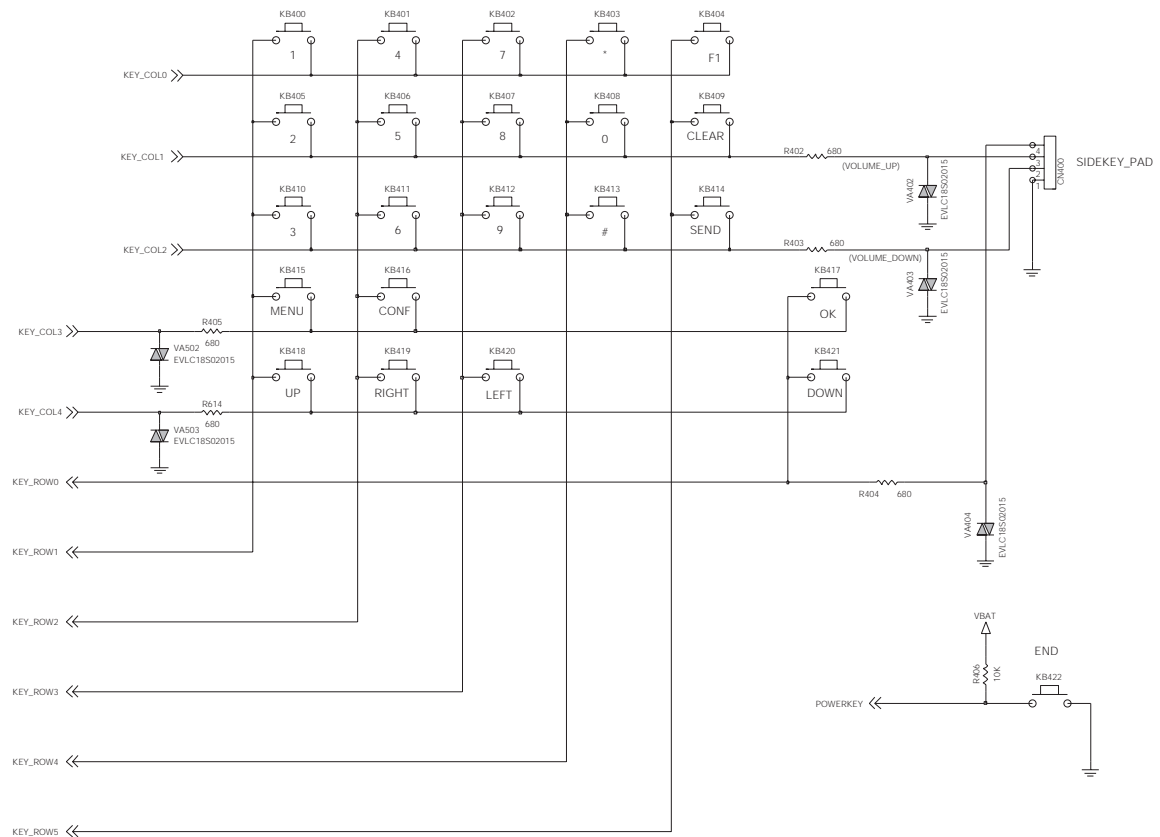 KB400 KB401 KB402 KB403 KB404
1 4 7 * F1
KEY_COL0
KB405 KB406 KB407 KB408 KB409
2 5 8 0 CLEAR
KEY_COL1
R402 680
(VOLUME_UP)
VA402
EVLC18S02015
4
3
2
1
CN400
SIDEKEY_PAD
KB410 KB411 KB412 KB413 KB414
3 6 9 # SEND
KEY_COL2
R403 680
(VOLUME_DOWN)
VA403
EVLC18S02015
KB415 KB416 KB417
MENU CONF OK
KEY_COL3
R405
680
VA502
EVLC18S02015
KB418 KB419 KB420 KB421
UP RIGHT LEFT DOWN
KEY_COL4
R614
680
VA503
EVLC18S02015
KEY_ROW0
R404 680
VA404
EVLC18S02015
KEY_ROW1
KEY_ROW2
VBAT
R406
10K
END
KB422
KEY_ROW3
POWERKEY
KEY_ROW4
KEY_ROW5